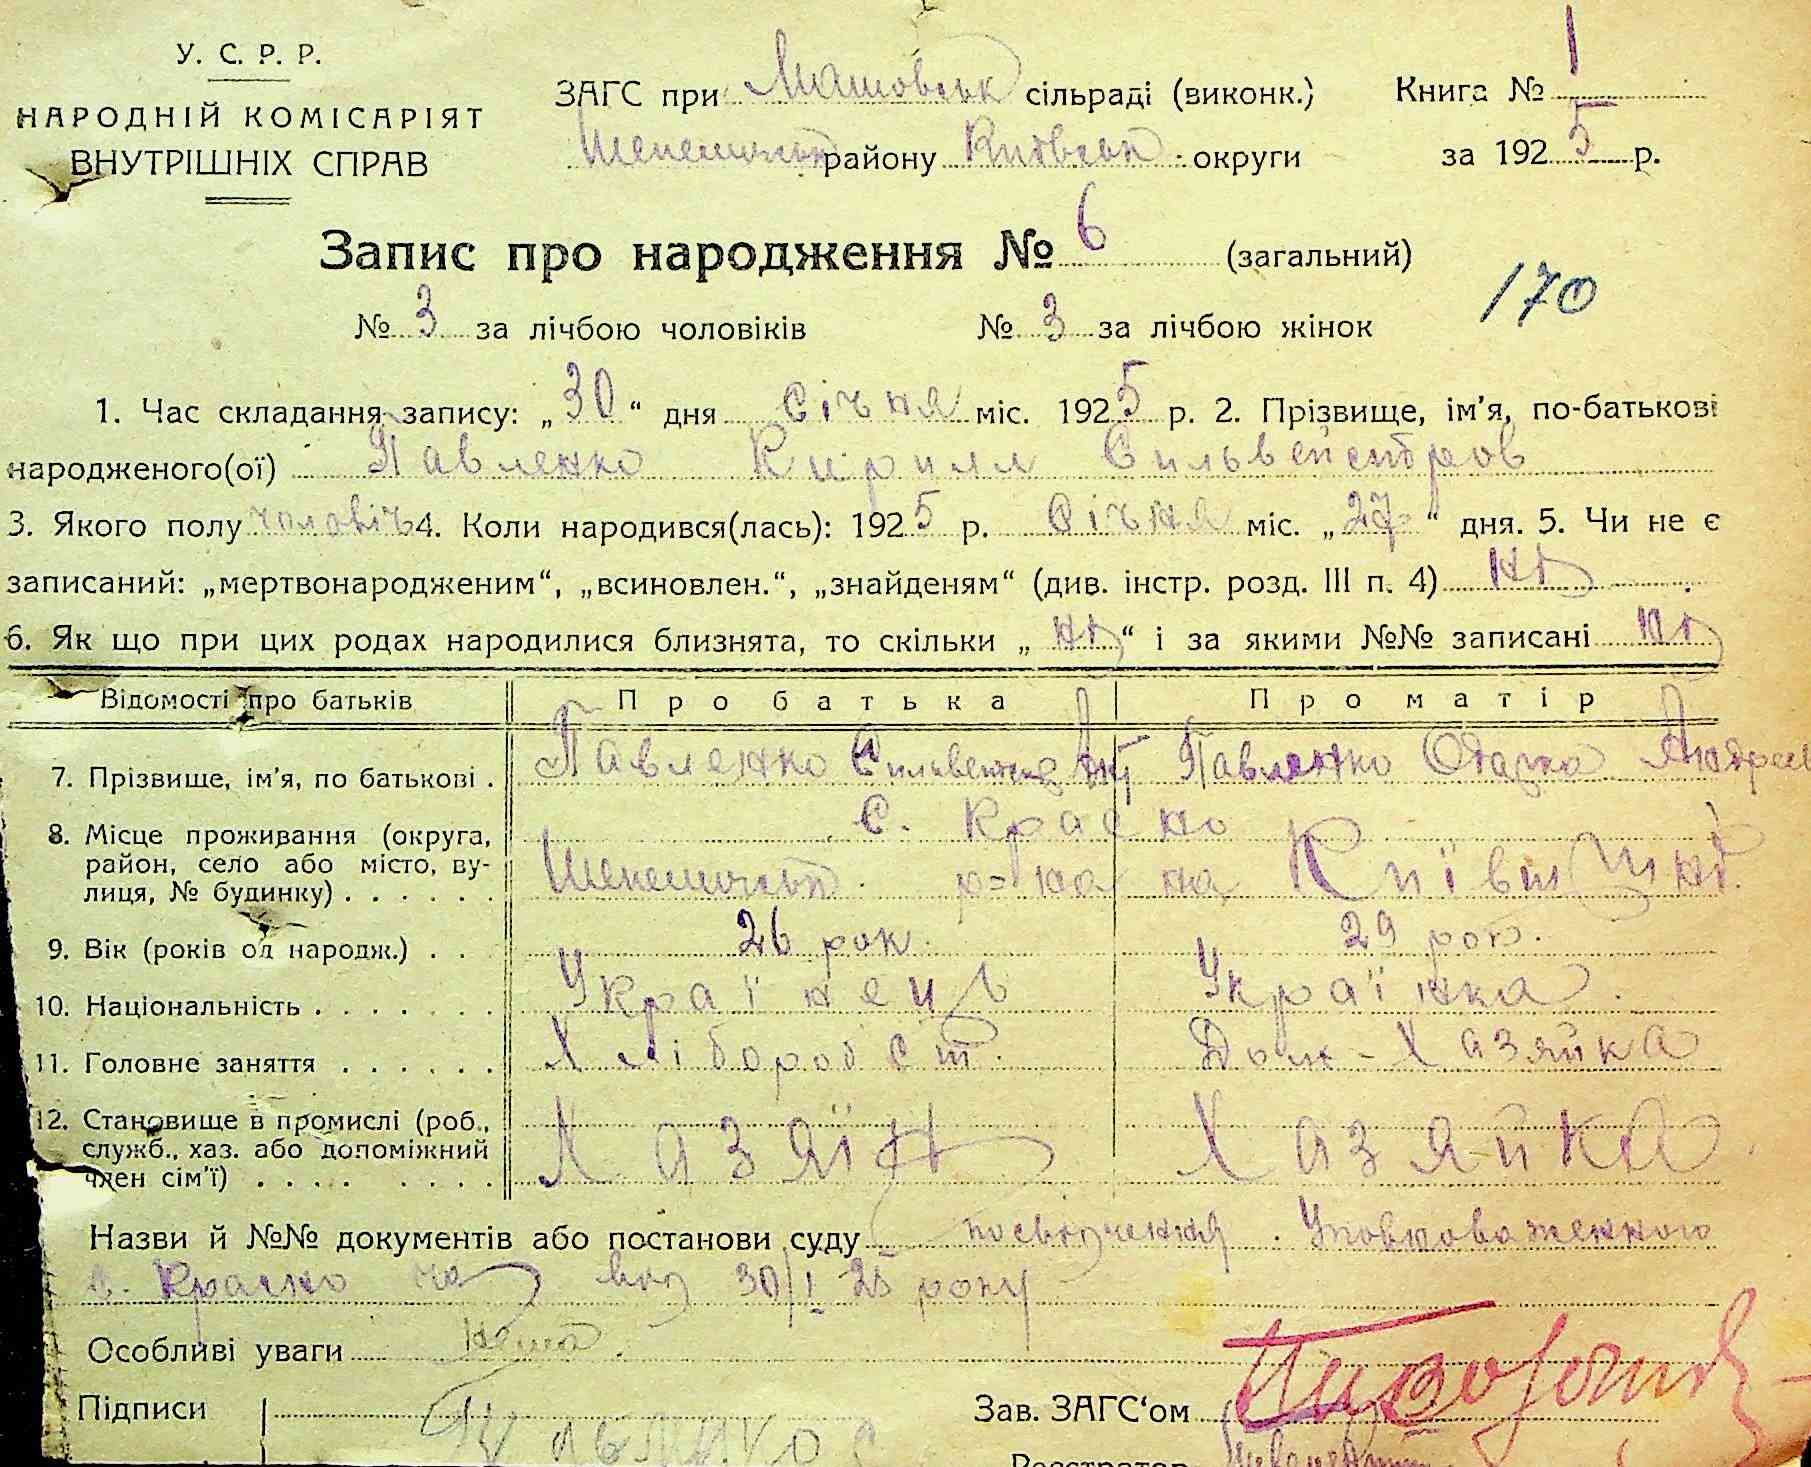 У. С. Р. Р.
НАРОДНІЙ КОМІСАРІЯТ
ВНУТРІШНІХ СПРАВ
ЗАГС при Машовськ сільраді (виконк.)
Шепелицьк району Київськ округи
Книга № 1
за 1925 р.
Запис про народження № 6 (загальний)
170
№ 3 за лічбою чоловіків № 3 за лічбою жінок
1. Час складання запису: „30“ дня Січня міс. 1925 р. 2. Прізвище, ім’я, по-батькові
народженого(ої) Павленко Кирилл Сильвейстров
3. Якого полу чоловіч 4. Коли народився(лась): 1925 р. Січня міс. „27“ дня. 5. Чи не є
записаний: „мертвонародженим“, „всиновлен.“, „знайденям“ (див. інстр. розд. III п. 4) ні
6. Як що при цих родах народилися близнята, то скільки „ні“ і за якими №№ записані ні
Відомості про батьків Про батька Про матір
7. Прізвище, ім’я, по батькові . Павленко Павленко Одарка Андреев
8. Місце проживання (округа, район, село або місто, вулиця, № будинку) . . . . . .
с. Красно
Шепелицьк р-на на Київщині
9. Вік (років од народж.) . . 26 рок. 29 рок.
10. Національність . . . . . . . Українець Українка
11. Головне заняття . . . . . . Хлібороб Дом-Хазяйка
12. Становище в промислі (роб., служб., хаз. або допоміжний член сім’ї) . . . . . . . . Хазяїн Хазяйка
Назви й №№ документів або постанови суду посвідчення Уповноваженного
с. Красно від 30/I 25 року
Особливі уваги Нема
Підписи
Зав. ЗАГС‘ом
Реєстратор